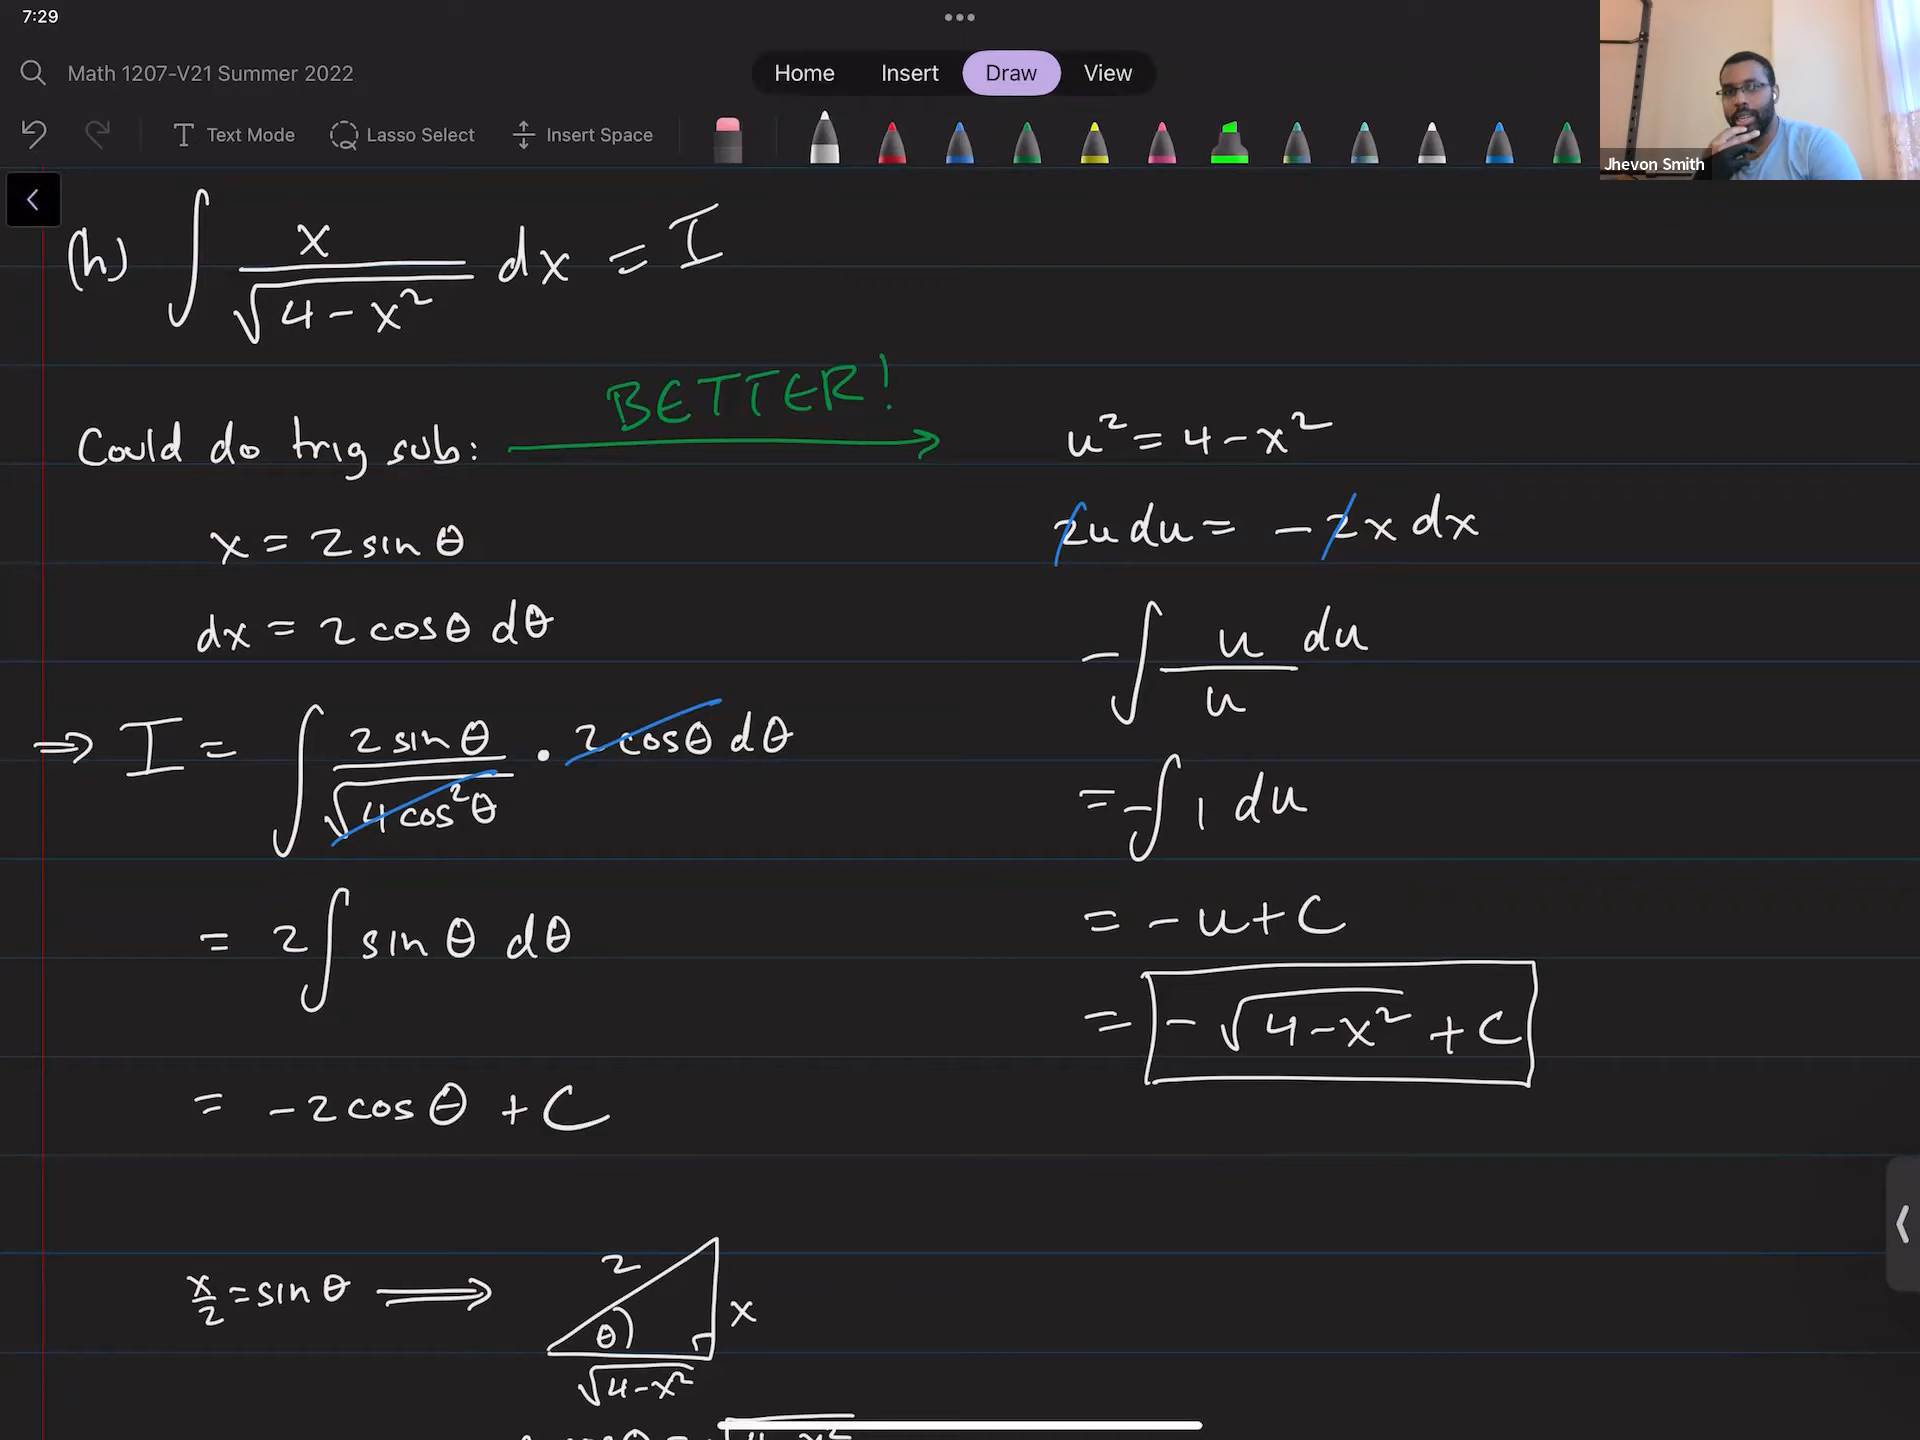 7:29
Math 1207-V21 Summer 2022
Home Insert Draw View
Text Mode Lasso Select Insert Space
Jhevon Smith
(h) ∫ x/√(4-x²) dx = I
Could do trig sub:
BETTER!
x = 2 sin θ
dx = 2 cosθ dθ
⇒ I = ∫ 2 sin θ/√(4 cos²θ) · 2 cosθ dθ
= 2∫ sin θ dθ
= -2 cos θ + C
x/2 = sin θ ⟹
2
θ
x
√(4-x²)
u² = 4-x²
2u du = -2x dx
-∫ u/u du
= -∫ 1 du
= -u + C
= -√(4-x²) + C